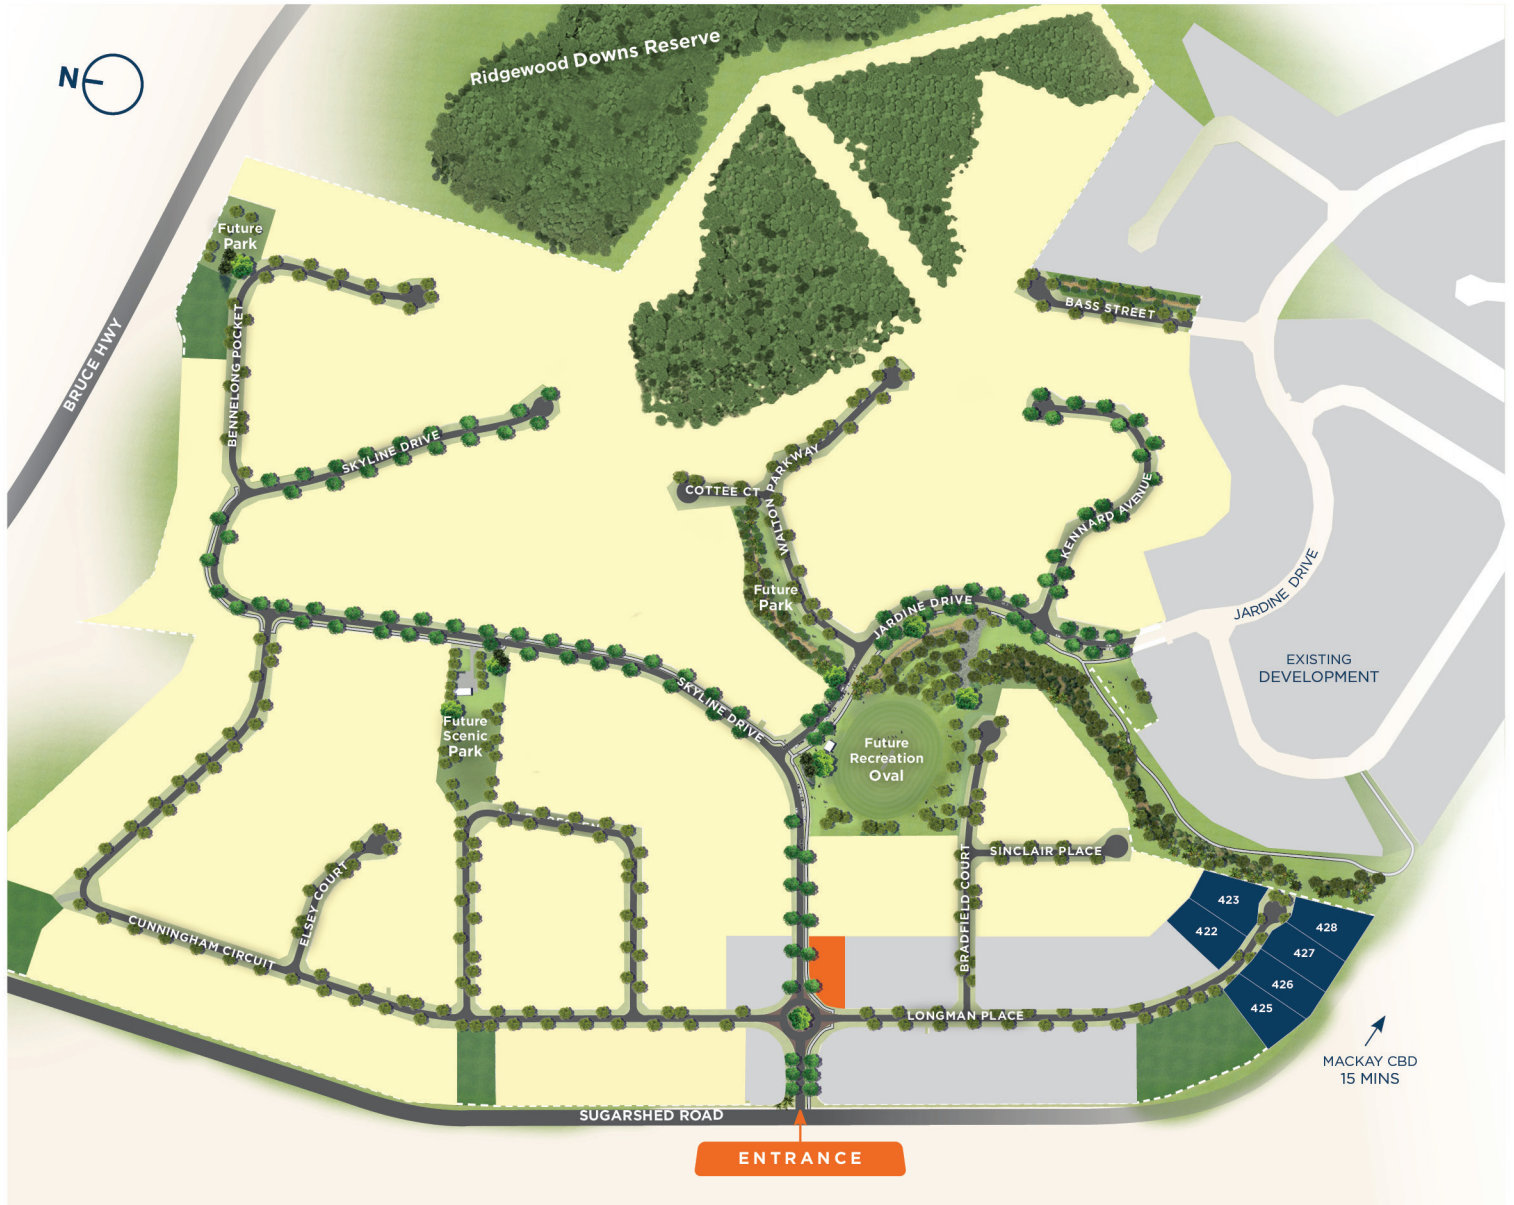 Ridgewood Downs Reserve
N
Future
Park
BRUCE HWY
BENNELONG POCKET
BASS STREET
SKYLINE DRIVE
WALTON PARKWAY
COTTEE CT
KENNARD AVENUE
Future
Park
JARDINE DRIVE
JARDINE DRIVE
EXISTING
DEVELOPMENT
SKYLINE DRIVE
Future
Scenic
Park
Future
Recreation
Oval
SINCLAIR PLACE
BRADFIELD COURT
ELSEY COURT
CUNNINGHAM CIRCUIT
423
422
428
427
426
425
LONGMAN PLACE
MACKAY CBD
15 MINS
SUGARSHED ROAD
ENTRANCE